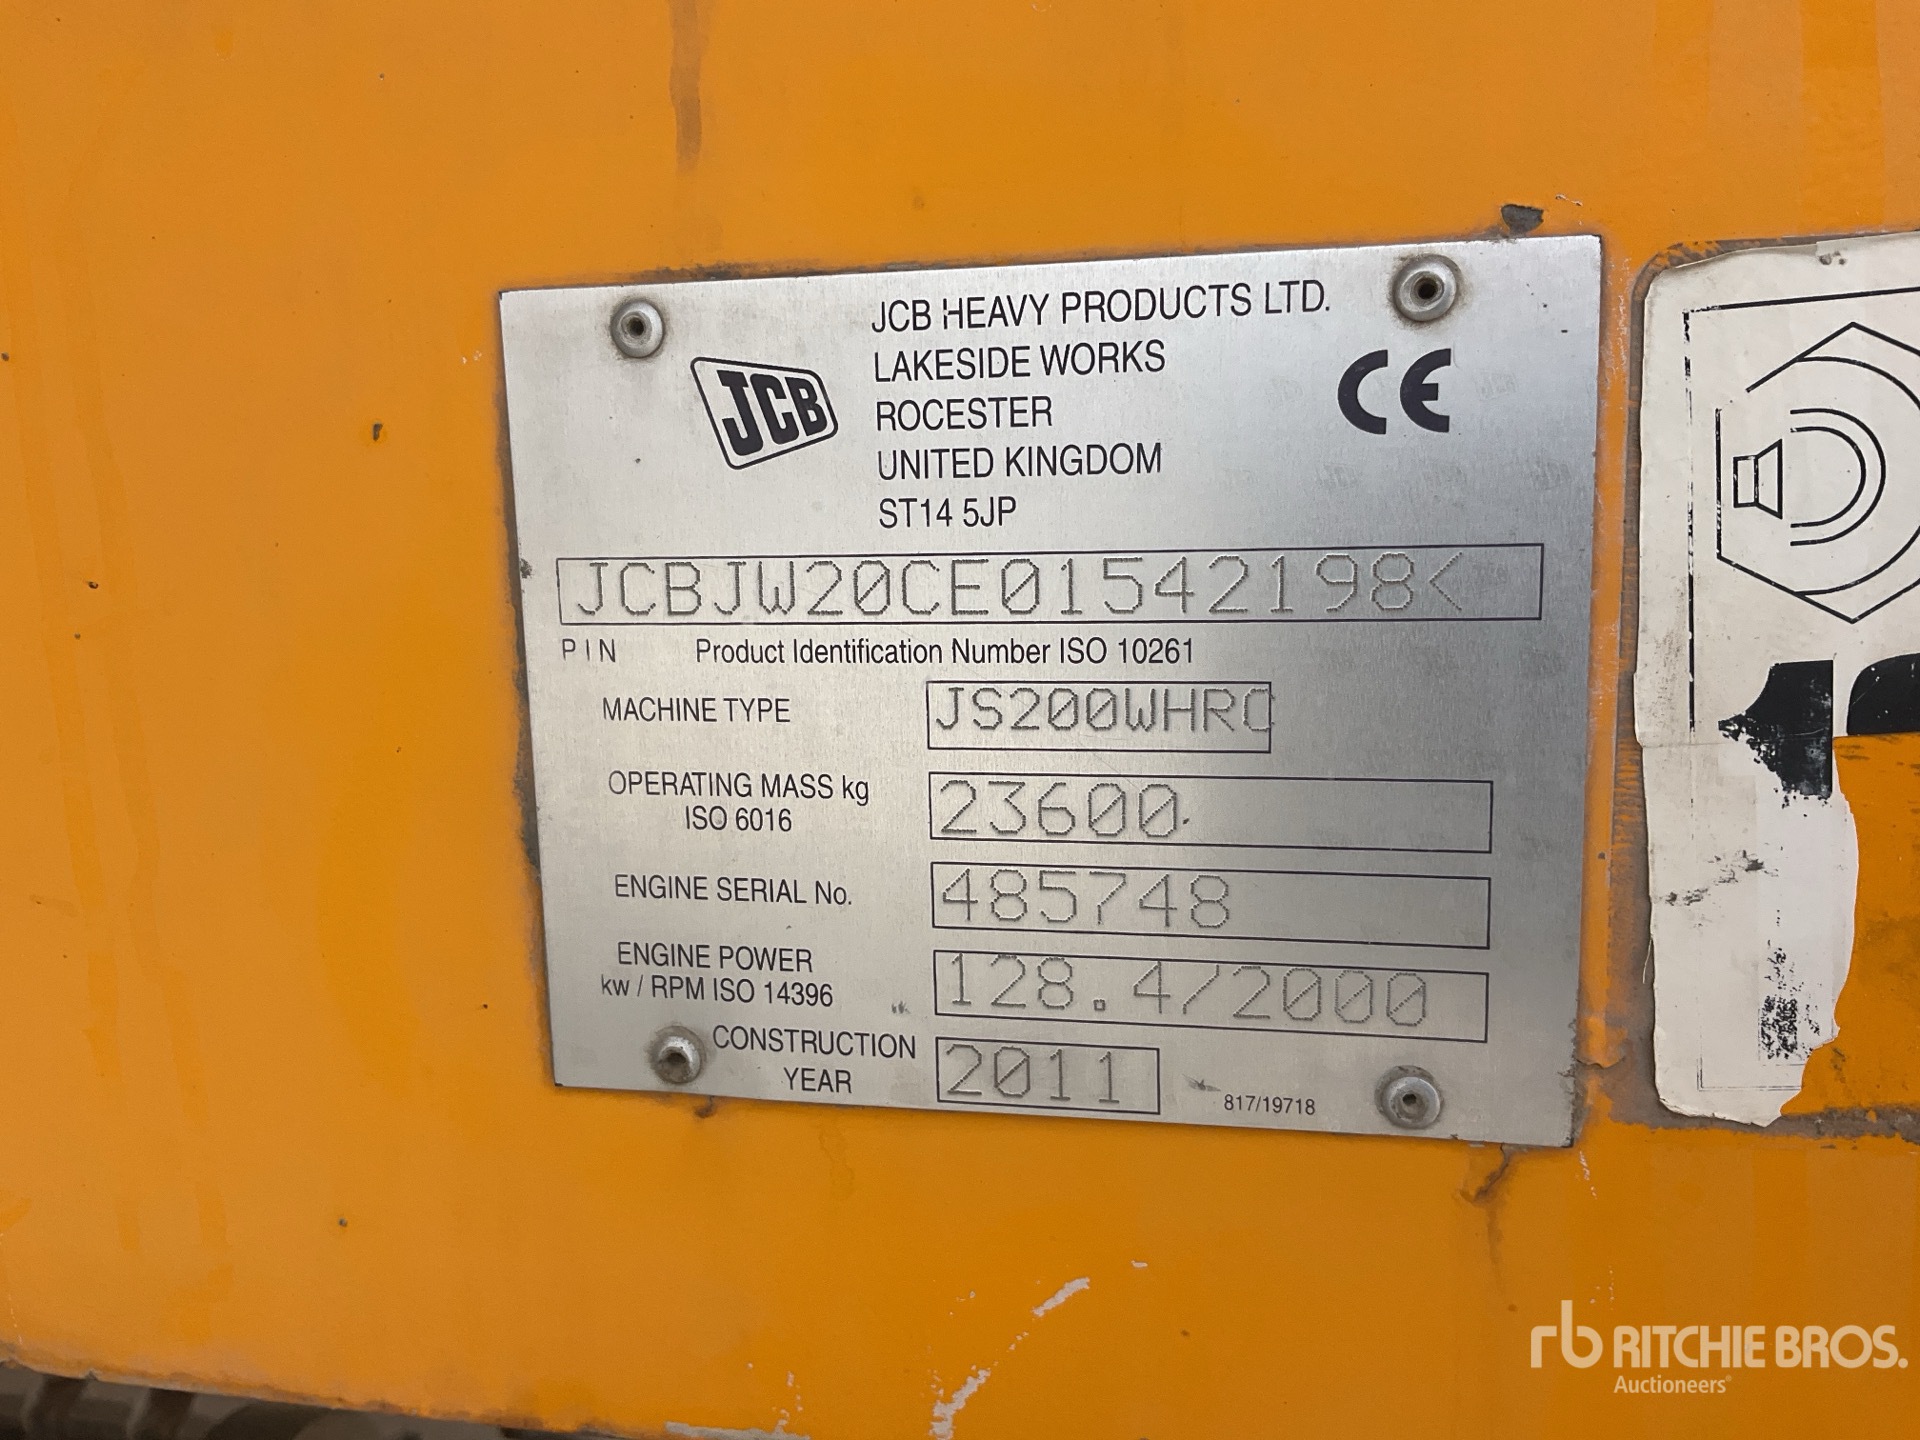 JCB
JCB HEAVY PRODUCTS LTD.
LAKESIDE WORKS
ROCESTER
UNITED KINGDOM
ST14 5JP
CE
JCBJW20CE01542198<
PIN Product Identification Number ISO 10261
MACHINE TYPE JS200WHRC
OPERATING MASS kg 23600
ISO 6016
ENGINE SERIAL No. 485748
ENGINE POWER 128.4/2000
kw / RPM ISO 14396
CONSTRUCTION 2011
YEAR
817/19718
rb RITCHIE BROS.
Auctioneers